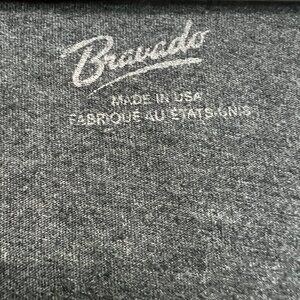 Bravado
MADE IN USA
FABRIQUÉ AU ÉTATS-UNIS